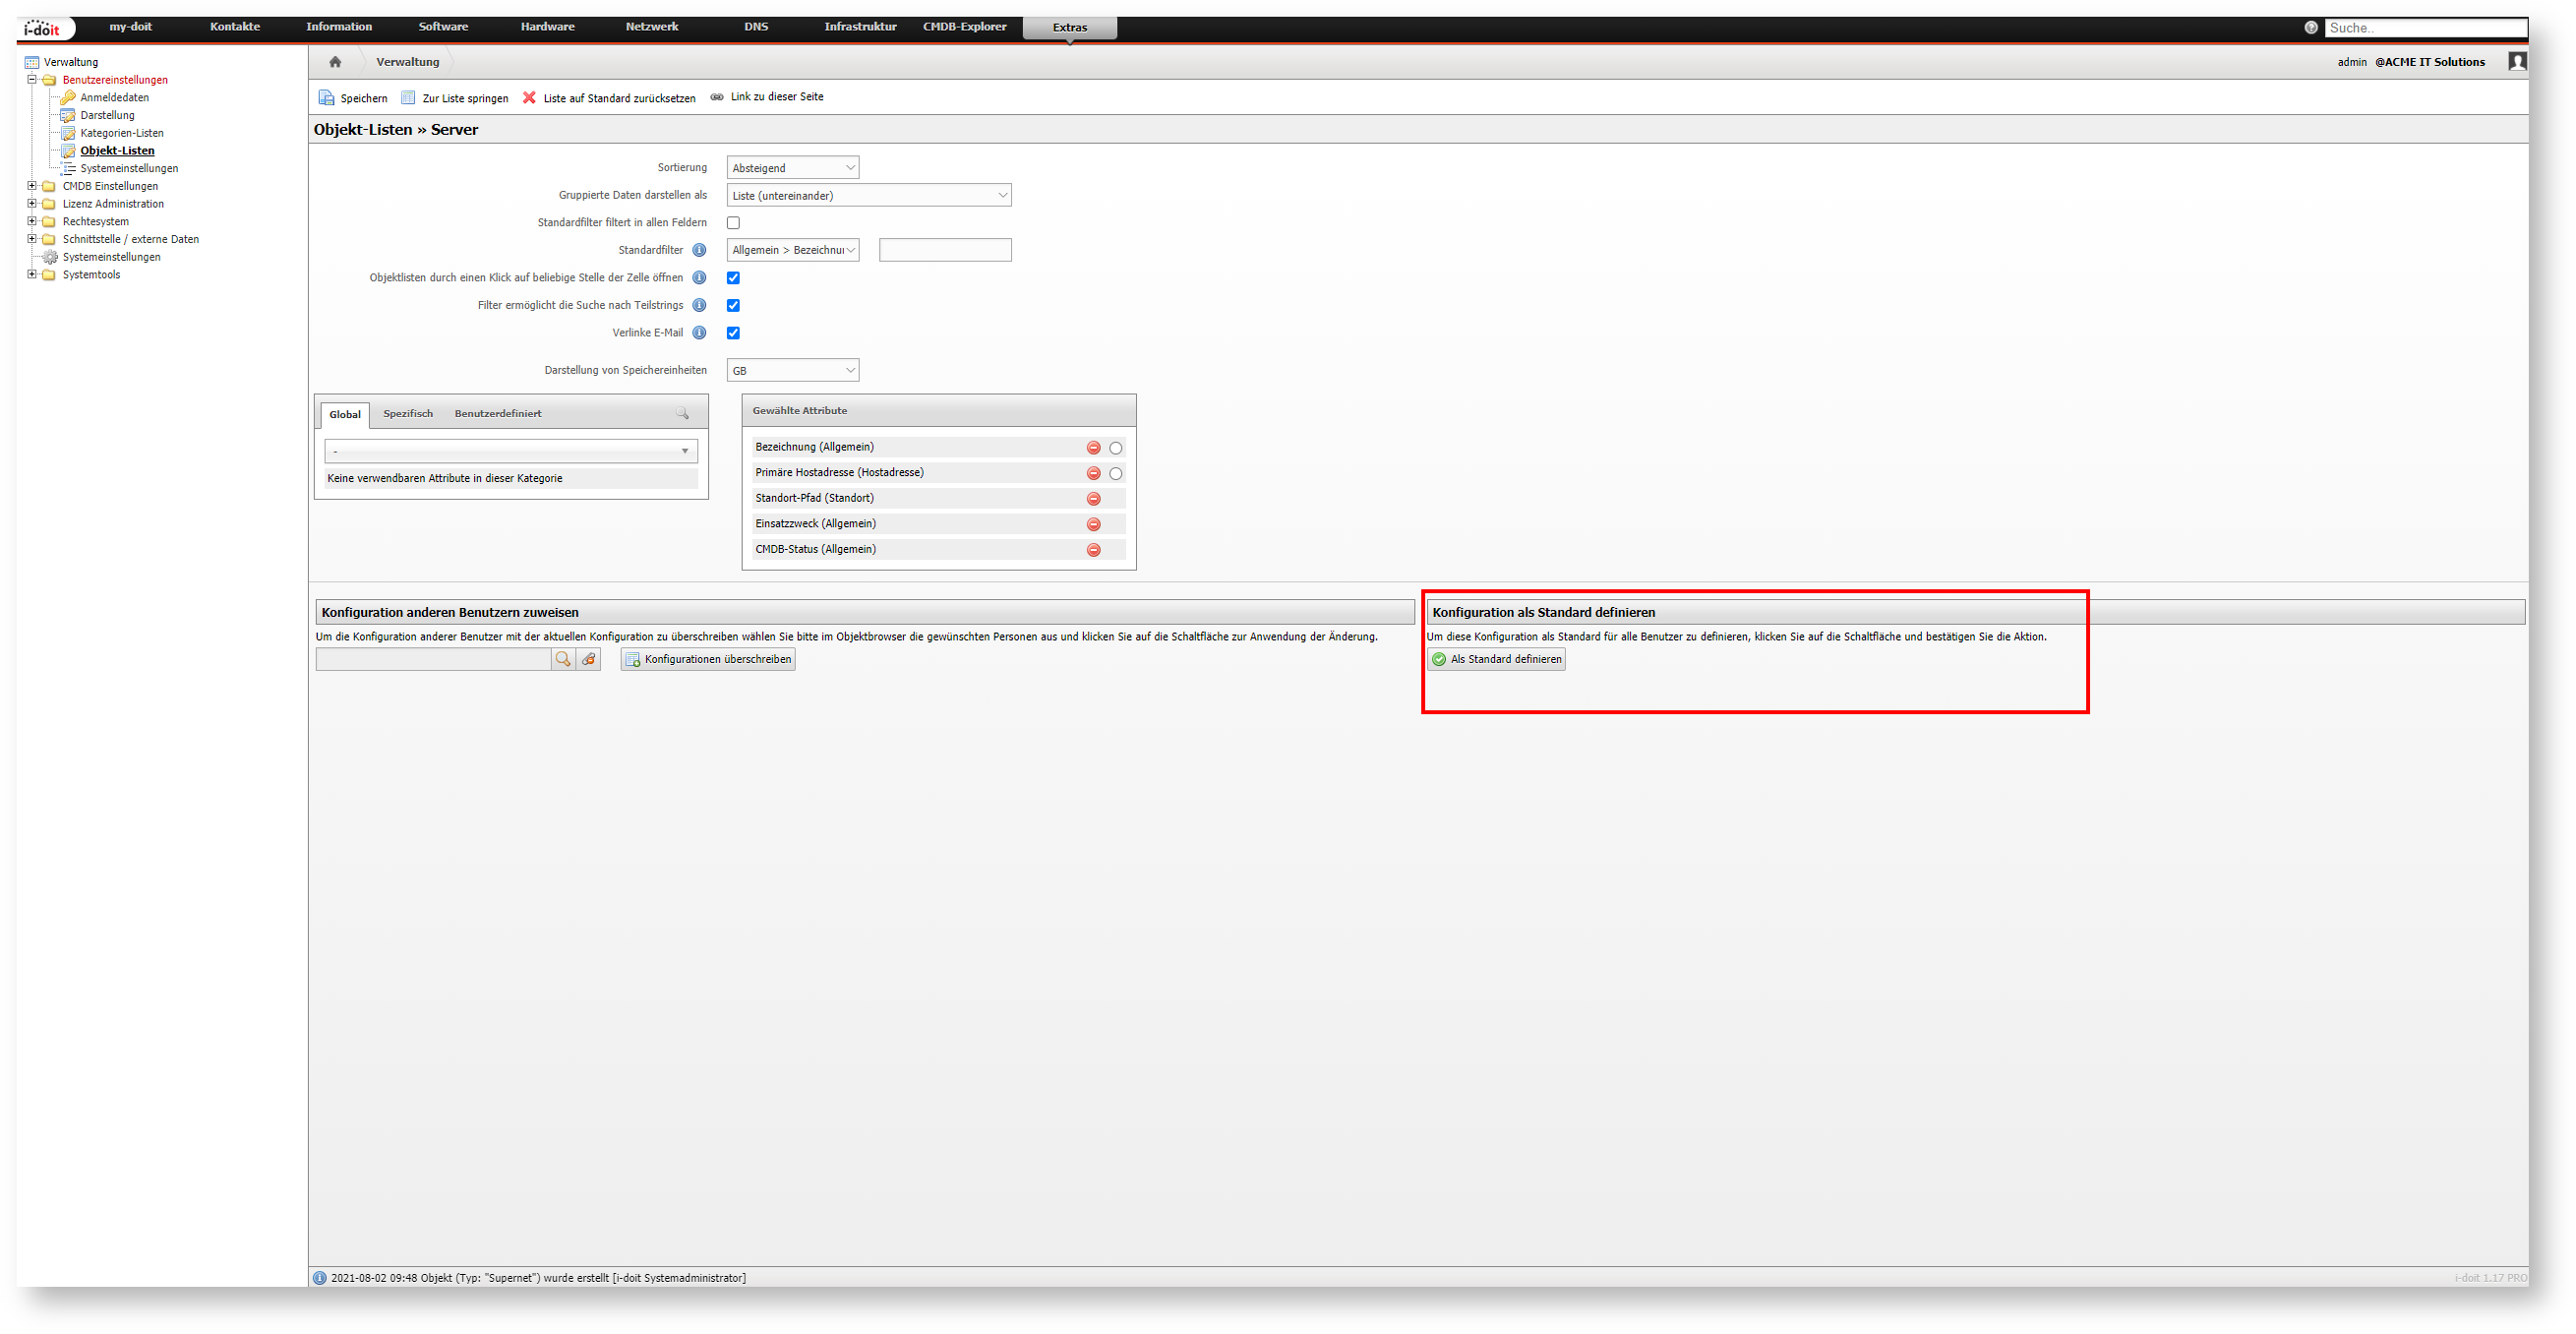 i-doit
my-doit Kontakte Information Software Hardware Netzwerk DNS Infrastruktur CMDB-Explorer Extras
Suche..
Verwaltung
Benutzereinstellungen
Anmeldedaten
Darstellung
Kategorien-Listen
Objekt-Listen
Systemeinstellungen
CMDB Einstellungen
Lizenz Administration
Rechtesystem
Schnittstelle / externe Daten
Systemeinstellungen
Systemtools
Verwaltung
admin @ACME IT Solutions
Speichern Zur Liste springen Liste auf Standard zurücksetzen Link zu dieser Seite
Objekt-Listen » Server
Sortierung Absteigend
Gruppierte Daten darstellen als Liste (untereinander)
Standardfilter filtert in allen Feldern
Standardfilter Allgemein > Bezeichnu
Objektlisten durch einen Klick auf beliebige Stelle der Zelle öffnen
Filter ermöglicht die Suche nach Teilstrings
Verlinke E-Mail
Darstellung von Speichereinheiten GB
Global Spezifisch Benutzerdefiniert
-
Keine verwendbaren Attribute in dieser Kategorie
Gewählte Attribute
Bezeichnung (Allgemein)
Primäre Hostadresse (Hostadresse)
Standort-Pfad (Standort)
Einsatzzweck (Allgemein)
CMDB-Status (Allgemein)
Konfiguration anderen Benutzern zuweisen
Um die Konfiguration anderer Benutzer mit der aktuellen Konfiguration zu überschreiben wählen Sie bitte im Objektbrowser die gewünschten Personen aus und klicken Sie auf die Schaltfläche zur Anwendung der Änderung.
Konfigurationen überschreiben
Konfiguration als Standard definieren
Um diese Konfiguration als Standard für alle Benutzer zu definieren, klicken Sie auf die Schaltfläche und bestätigen Sie die Aktion.
Als Standard definieren
2021-08-02 09:48 Objekt (Typ: "Supernet") wurde erstellt [i-doit Systemadministrator]
i-doit 1.17 PRO